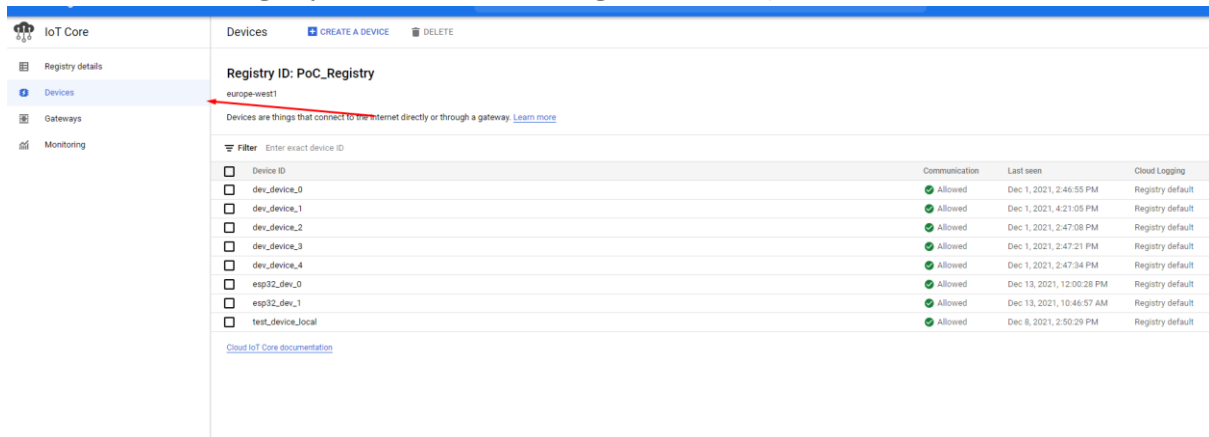 IoT Core
Devices CREATE A DEVICE DELETE
Registry details
Devices
Gateways
Monitoring
Registry ID: PoC_Registry
europe-west1
Devices are things that connect to the internet directly or through a gateway. Learn more
Filter Enter exact device ID
Device ID Communication Last seen Cloud Logging
dev_device_0 Allowed Dec 1, 2021, 2:46:55 PM Registry default
dev_device_1 Allowed Dec 1, 2021, 4:21:05 PM Registry default
dev_device_2 Allowed Dec 1, 2021, 2:47:08 PM Registry default
dev_device_3 Allowed Dec 1, 2021, 2:47:21 PM Registry default
dev_device_4 Allowed Dec 1, 2021, 2:47:34 PM Registry default
esp32_dev_0 Allowed Dec 13, 2021, 12:00:28 PM Registry default
esp32_dev_1 Allowed Dec 13, 2021, 10:46:57 AM Registry default
test_device_local Allowed Dec 8, 2021, 2:50:29 PM Registry default
Cloud IoT Core documentation